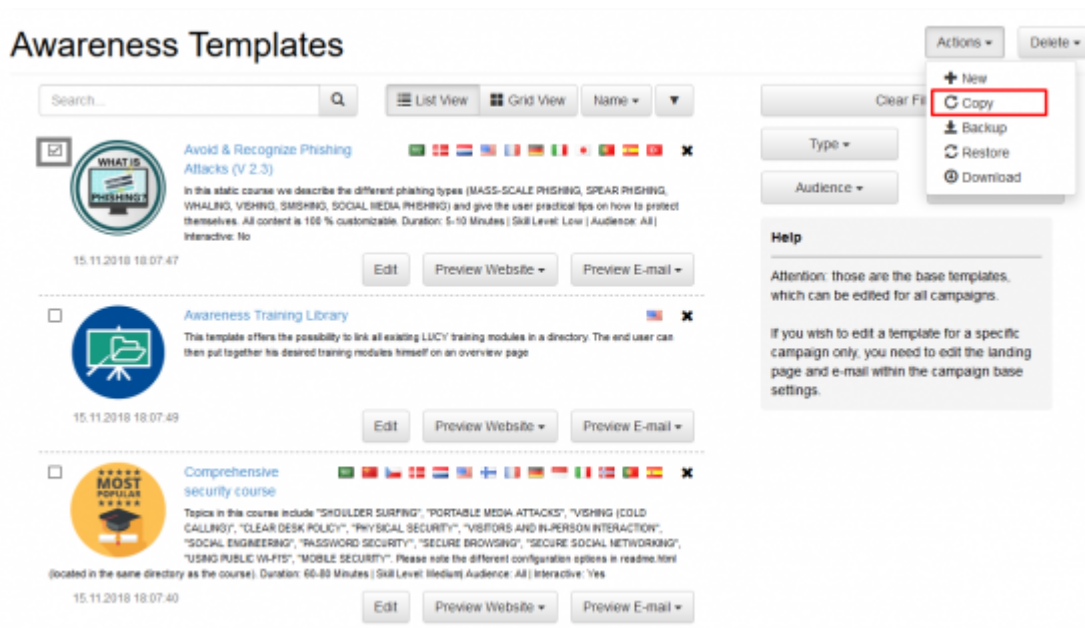 Awareness Templates
Actions
Delete
New
Copy
Backup
Restore
Download
Search...
List View
Grid View
Name
Clear Fi
Type
Audience
WHAT IS
PHISHING?
Avoid & Recognize Phishing
Attacks (V 2.3)
In this static course we describe the different phishing types (MASS-SCALE PHISHING, SPEAR PHISHING,
WHALING, VISHING, SMISHING, SOCIAL MEDIA PHISHING) and give the user practical tips on how to protect
themselves. All content is 100 % customizable. Duration: 5-10 Minutes | Skill Level: Low | Audience: All |
Interactive: No
15.11.2018 18:07:47
Edit
Preview Website
Preview E-mail
Help
Attention: those are the base templates,
which can be edited for all campaigns.
If you wish to edit a template for a specific
campaign only, you need to edit the landing
page and e-mail within the campaign base
settings.
Awareness Training Library
This template offers the possibility to link all existing LUCY training modules in a directory. The end user can
then put together his desired training modules himself on an overview page
15.11.2018 18:07:49
Edit
Preview Website
Preview E-mail
MOST
POPULAR
Comprehensive
security course
Topics in this course include "SHOULDER SURFING", "PORTABLE MEDIA ATTACKS", "VISHING (COLD
CALLING)", "CLEAR DESK POLICY", "PHYSICAL SECURITY", "VISITORS AND IN-PERSON INTERACTION",
"SOCIAL ENGINEERING", "PASSWORD SECURITY", "SECURE BROWSING", "SECURE SOCIAL NETWORKING",
"USING PUBLIC WI-FI'S", "MOBILE SECURITY". Please note the different configuration options in readme.html
(located in the same directory as the course). Duration: 60-80 Minutes | Skill Level: Medium| Audience: All | Interactive: Yes
15.11.2018 18:07:40
Edit
Preview Website
Preview E-mail